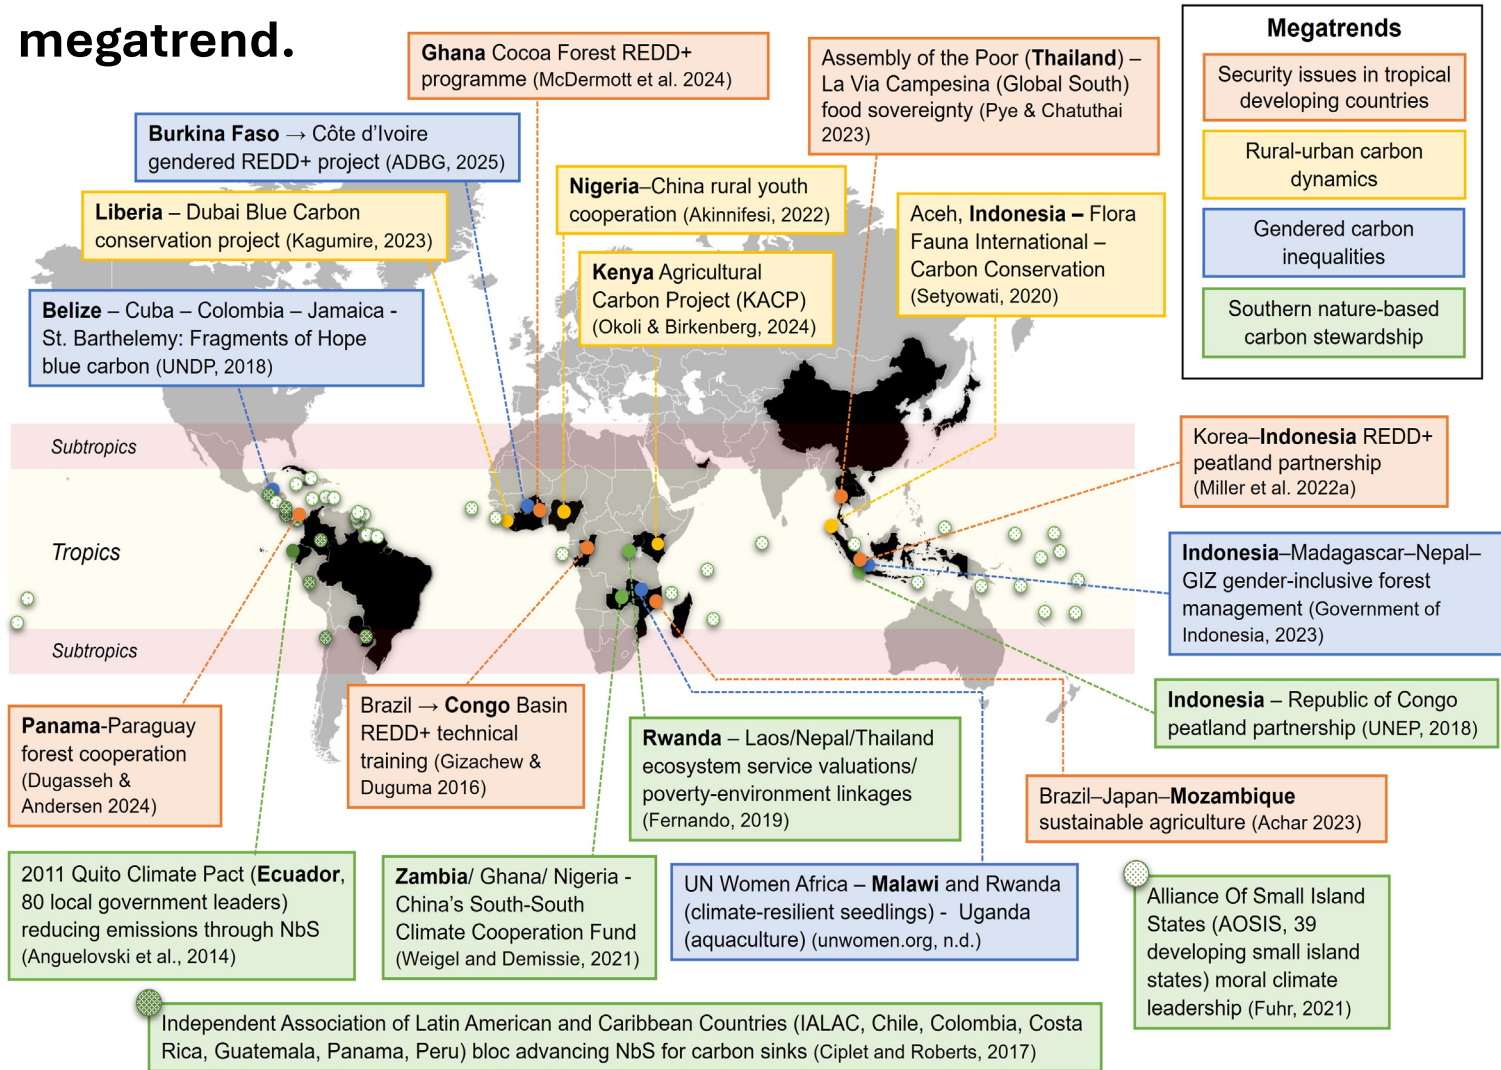 megatrend.
Ghana Cocoa Forest REDD+
programme (McDermott et al. 2024)
Assembly of the Poor (Thailand) –
La Via Campesina (Global South)
food sovereignty (Pye & Chatuthai
2023)
Megatrends
Security issues in tropical
developing countries
Rural-urban carbon
dynamics
Gendered carbon
inequalities
Southern nature-based
carbon stewardship
Burkina Faso → Côte d'Ivoire
gendered REDD+ project (ADBG, 2025)
Liberia – Dubai Blue Carbon
conservation project (Kagumire, 2023)
Nigeria–China rural youth
cooperation (Akinnifesi, 2022)
Aceh, Indonesia – Flora
Fauna International –
Carbon Conservation
(Setyowati, 2020)
Kenya Agricultural
Carbon Project (KACP)
(Okoli & Birkenberg, 2024)
Belize – Cuba – Colombia – Jamaica -
St. Barthelemy: Fragments of Hope
blue carbon (UNDP, 2018)
Subtropics
Tropics
Subtropics
Korea–Indonesia REDD+
peatland partnership
(Miller et al. 2022a)
Indonesia–Madagascar–Nepal–
GIZ gender-inclusive forest
management (Government of
Indonesia, 2023)
Indonesia – Republic of Congo
peatland partnership (UNEP, 2018)
Panama-Paraguay
forest cooperation
(Dugasseh &
Andersen 2024)
Brazil → Congo Basin
REDD+ technical
training (Gizachew &
Duguma 2016)
Rwanda – Laos/Nepal/Thailand
ecosystem service valuations/
poverty-environment linkages
(Fernando, 2019)
Brazil–Japan–Mozambique
sustainable agriculture (Achar 2023)
2011 Quito Climate Pact (Ecuador,
80 local government leaders)
reducing emissions through NbS
(Anguelovski et al., 2014)
Zambia/ Ghana/ Nigeria -
China's South-South
Climate Cooperation Fund
(Weigel and Demissie, 2021)
UN Women Africa – Malawi and Rwanda
(climate-resilient seedlings) - Uganda
(aquaculture) (unwomen.org, n.d.)
Alliance Of Small Island
States (AOSIS, 39
developing small island
states) moral climate
leadership (Fuhr, 2021)
Independent Association of Latin American and Caribbean Countries (IALAC, Chile, Colombia, Costa
Rica, Guatemala, Panama, Peru) bloc advancing NbS for carbon sinks (Ciplet and Roberts, 2017)